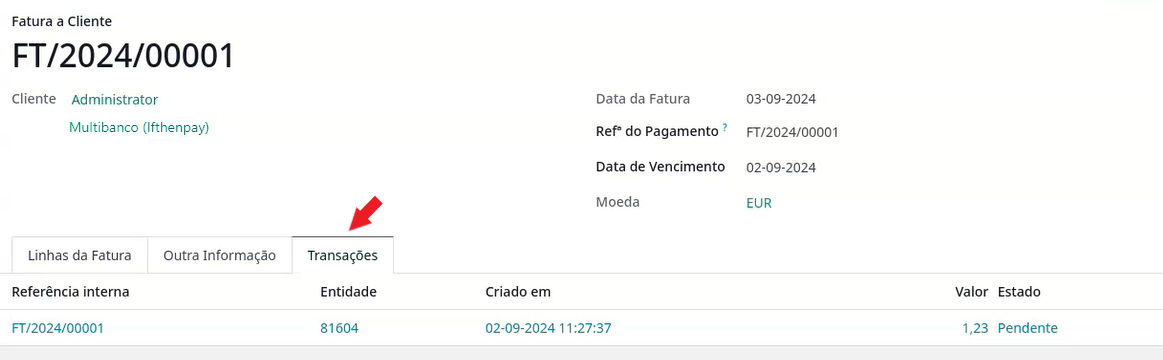 Fatura a Cliente
FT/2024/00001
Cliente Administrator
Multibanco (Ifthenpay)
Data da Fatura 03-09-2024
Refª do Pagamento ? FT/2024/00001
Data de Vencimento 02-09-2024
Moeda EUR
Linhas da Fatura Outra Informação Transações
Referência interna Entidade Criado em Valor Estado
FT/2024/00001 81604 02-09-2024 11:27:37 1,23 Pendente